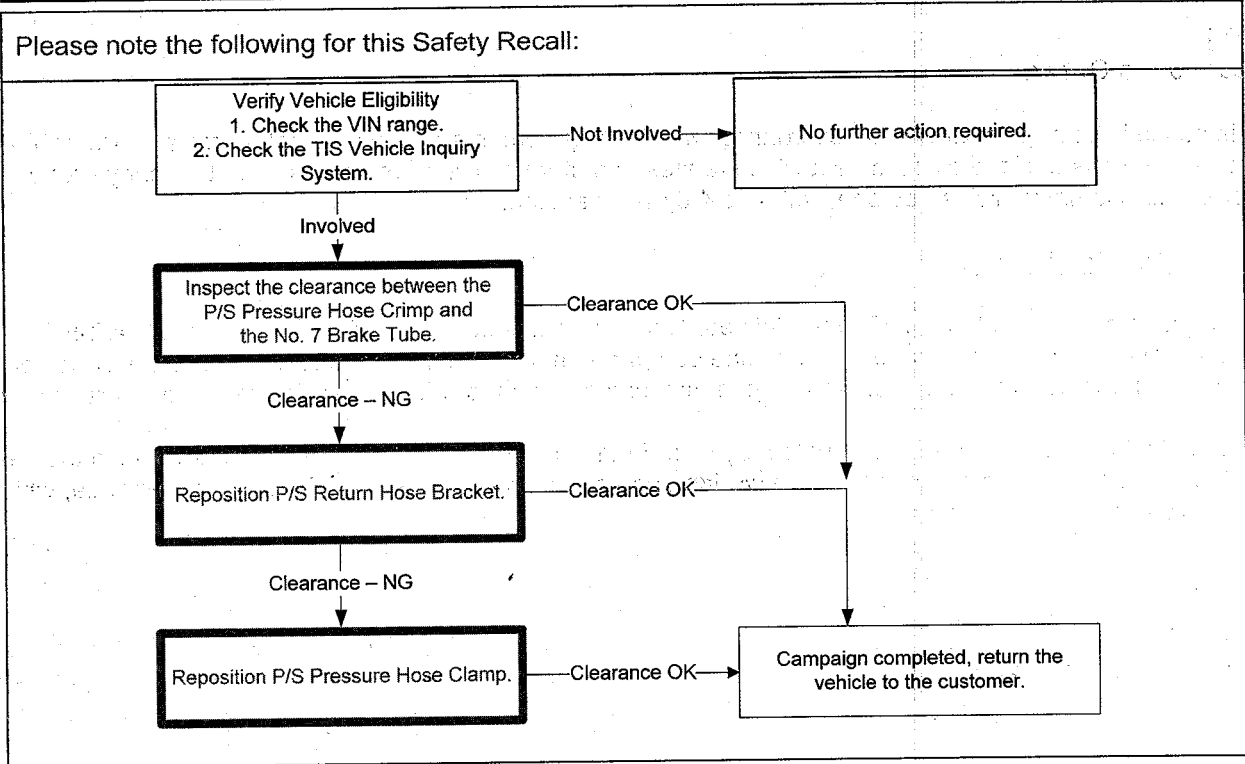 Please note the following for this Safety Recall:
Verify Vehicle Eligibility
1. Check the VIN range.
2. Check the TIS Vehicle Inquiry
System.
Not Involved
No further action required.
Involved
Inspect the clearance between the
P/S Pressure Hose Crimp and
the No. 7 Brake Tube.
Clearance OK
Clearance – NG
Reposition P/S Return Hose Bracket.
Clearance OK
Clearance – NG
Reposition P/S Pressure Hose Clamp.
Clearance OK
Campaign completed, return the
vehicle to the customer.